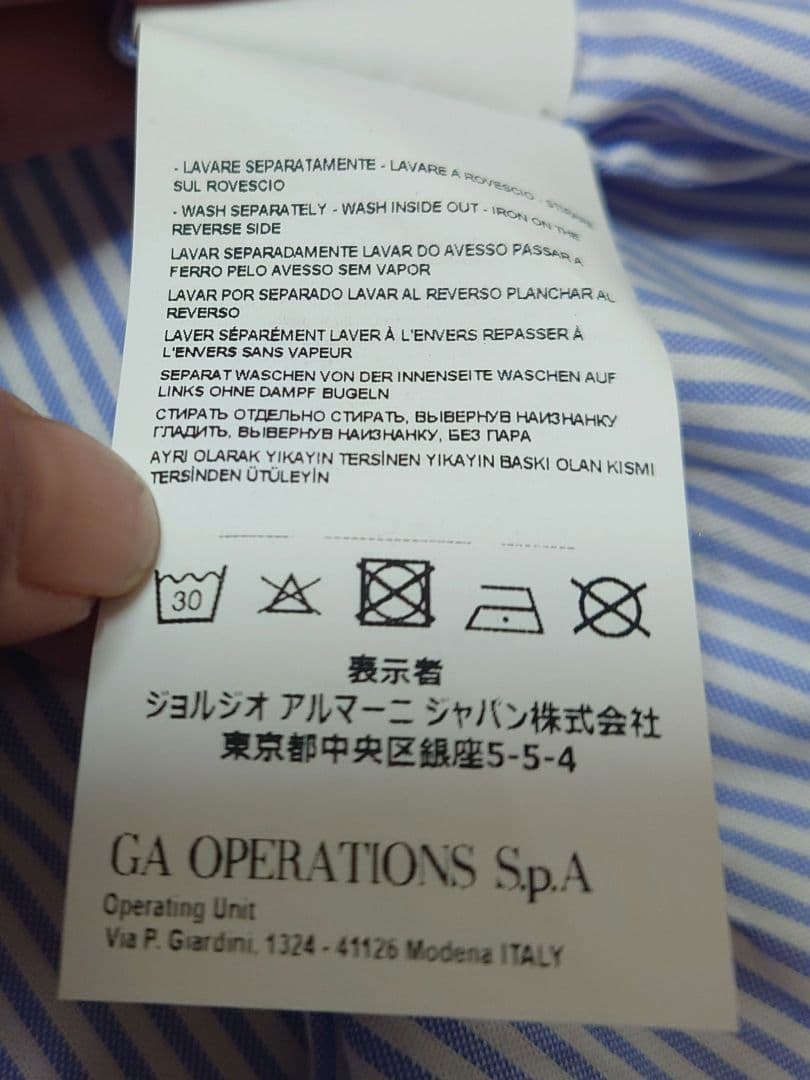 - LAVARE SEPARATAMENTE - LAVARE A ROVESCIO - STIRARE
SUL ROVESCIO
- WASH SEPARATELY - WASH INSIDE OUT - IRON ON THE
REVERSE SIDE
LAVAR SEPARADAMENTE LAVAR DO AVESSO PASSAR A
FERRO PELO AVESSO SEM VAPOR
LAVAR POR SEPARADO LAVAR AL REVERSO PLANCHAR AL
REVERSO
LAVER SÉPARÉMENT LAVER À L'ENVERS REPASSER À
L'ENVERS SANS VAPEUR
SEPARAT WASCHEN VON DER INNENSEITE WASCHEN AUF
LINKS OHNE DAMPF BUGELN
СТИРАТЬ ОТДЕЛЬНО СТИРАТЬ, ВЫВЕРНУВ НАИЗНАНКУ
ГЛАДИТЬ, ВЫВЕРНУВ НАИЗНАНКУ, БЕЗ ПАРА
AYRI OLARAK YIKAYIN TERSİNEN YIKAYIN BASKI OLAN KISMI
TERSİNDEN ÜTÜLEYİN
30
表示者
ジョルジオ アルマーニ ジャパン株式会社
東京都中央区銀座5-5-4
GA OPERATIONS S.p.A
Operating Unit
Via P. Giardini, 1324 - 41126 Modena ITALY